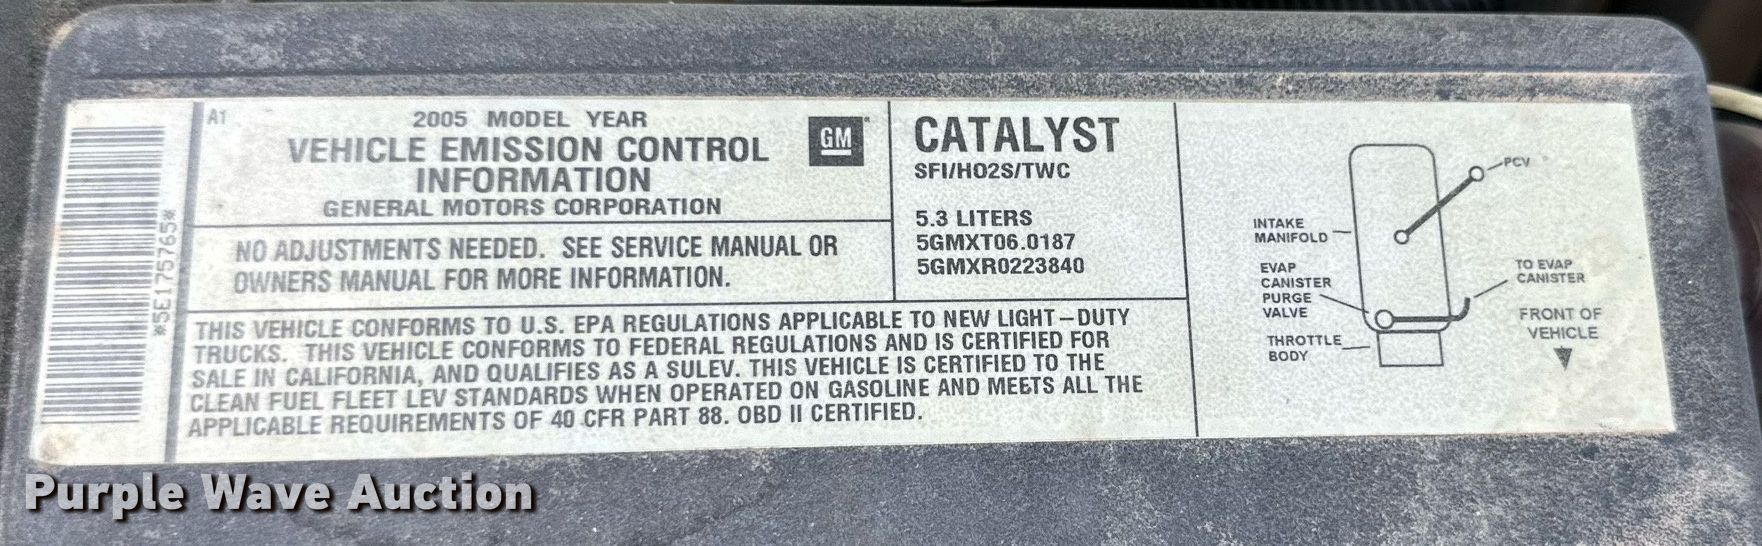 *5E175765*
A1
2005 MODEL YEAR
VEHICLE EMISSION CONTROL
INFORMATION
GENERAL MOTORS CORPORATION
GM
NO ADJUSTMENTS NEEDED. SEE SERVICE MANUAL OR
OWNERS MANUAL FOR MORE INFORMATION.
CATALYST
SFI/HO2S/TWC
5.3 LITERS
5GMXT06.0187
5GMXR0223840
THIS VEHICLE CONFORMS TO U.S. EPA REGULATIONS APPLICABLE TO NEW LIGHT-DUTY
TRUCKS. THIS VEHICLE CONFORMS TO FEDERAL REGULATIONS AND IS CERTIFIED FOR
SALE IN CALIFORNIA, AND QUALIFIES AS A SULEV. THIS VEHICLE IS CERTIFIED TO THE
CLEAN FUEL FLEET LEV STANDARDS WHEN OPERATED ON GASOLINE AND MEETS ALL THE
APPLICABLE REQUIREMENTS OF 40 CFR PART 88. OBD II CERTIFIED.
PCV
INTAKE
MANIFOLD
EVAP
CANISTER
PURGE
VALVE
THROTTLE
BODY
TO EVAP
CANISTER
FRONT OF
VEHICLE
Purple Wave Auction